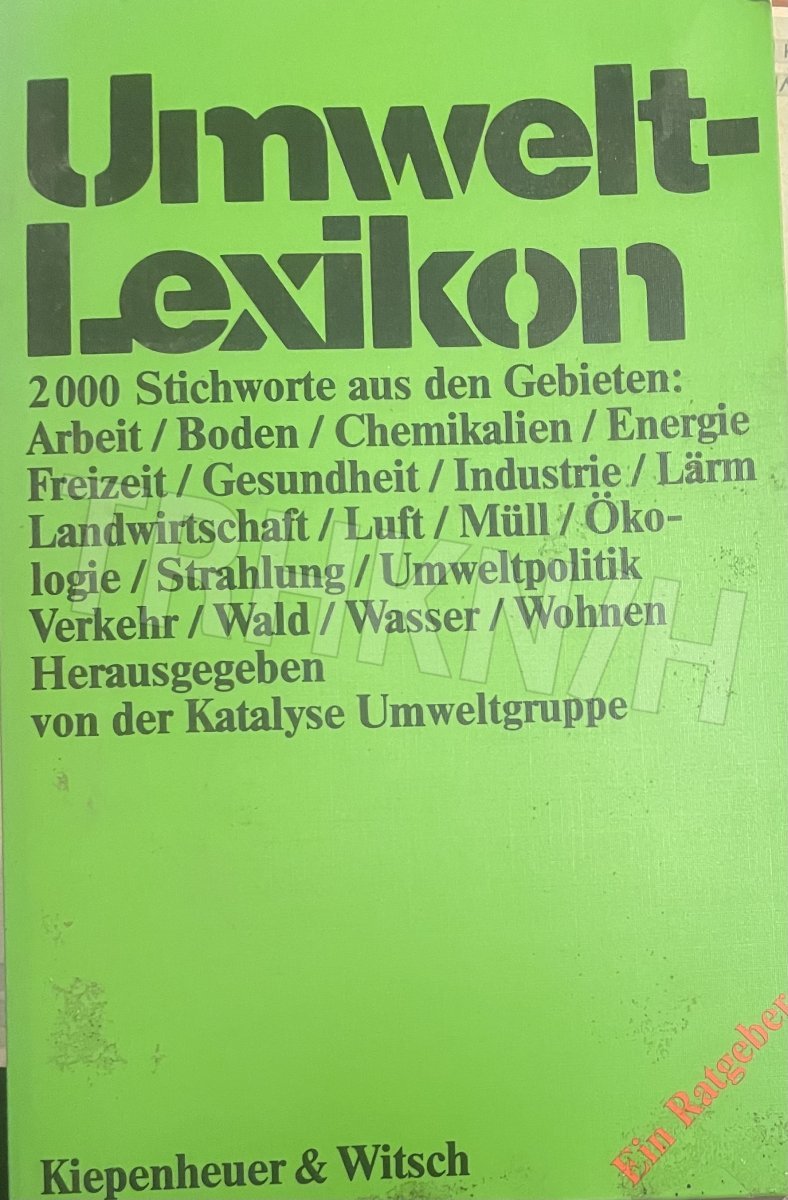 Umwelt-
Lexikon
2000 Stichworte aus den Gebieten:
Arbeit / Boden / Chemikalien / Energie
Freizeit / Gesundheit / Industrie / Lärm
Landwirtschaft / Luft / Müll / Öko-
logie / Strahlung / Umweltpolitik
Verkehr / Wald / Wasser / Wohnen
Herausgegeben
von der Katalyse Umweltgruppe
Ein Ratgeber
Kiepenheuer & Witsch